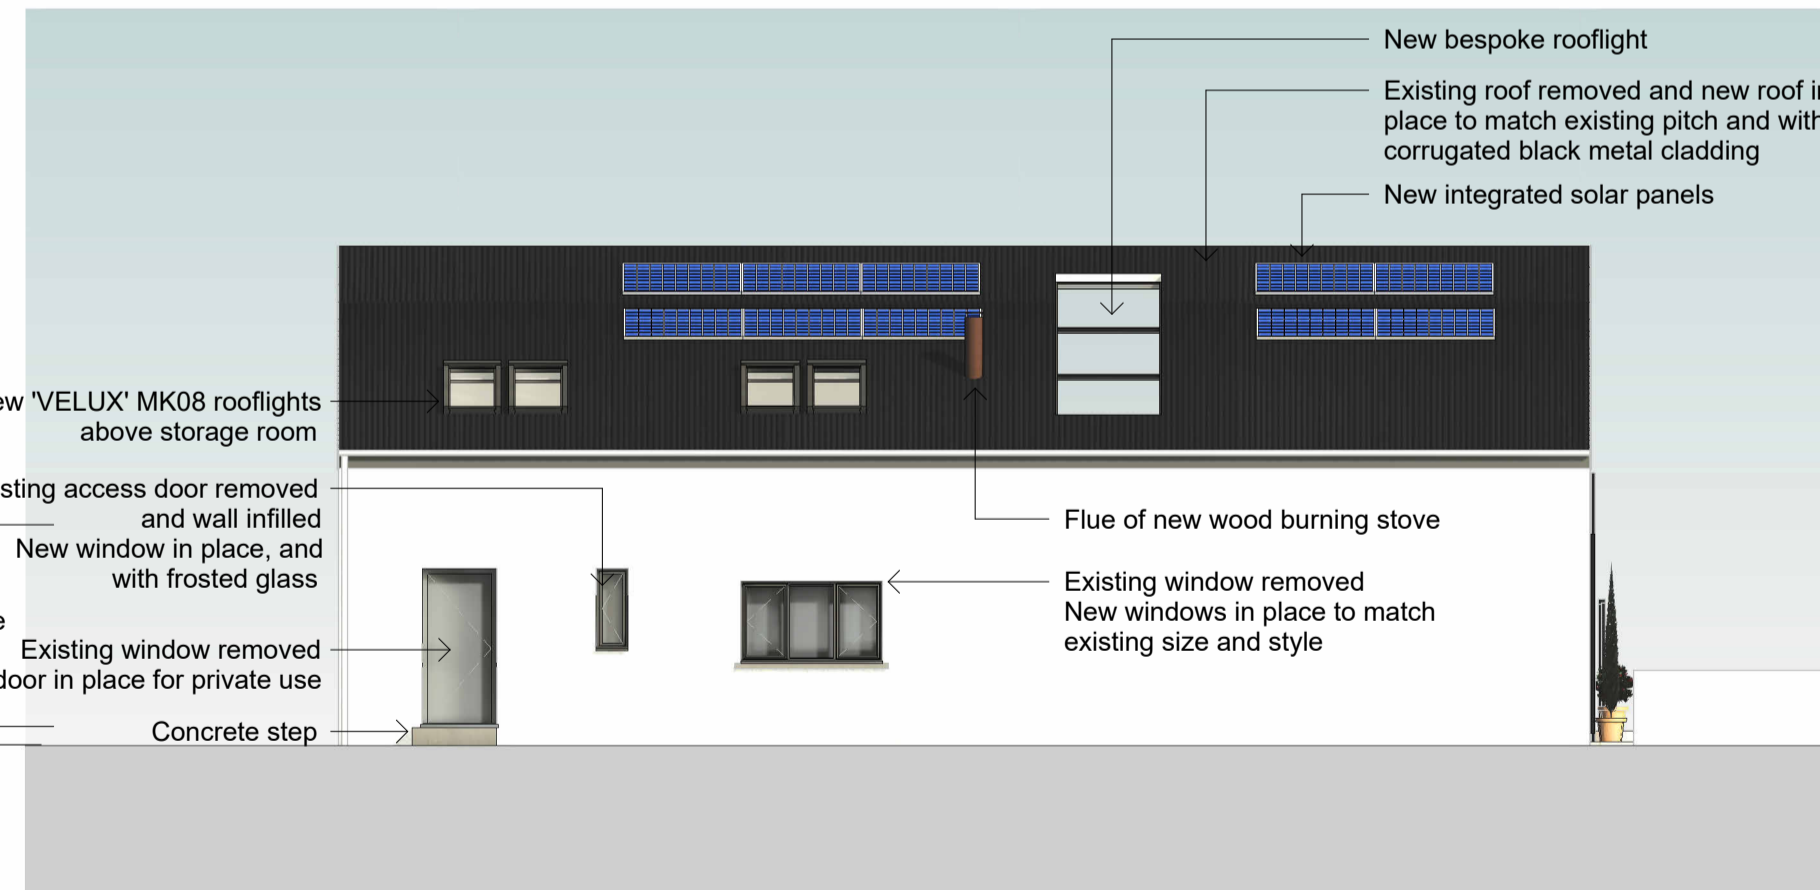 New bespoke rooflight
Existing roof removed and new roof
place to match existing pitch and
corrugated black metal cladding
New integrated solar panels
'VELUX' MK08 rooflights
above storage room
access door removed
and wall infilled
New window in place, and
with frosted glass
Existing window removed
door in place for private use
Concrete step
Flue of new wood burning stove
Existing window removed
New windows in place to match
existing size and style